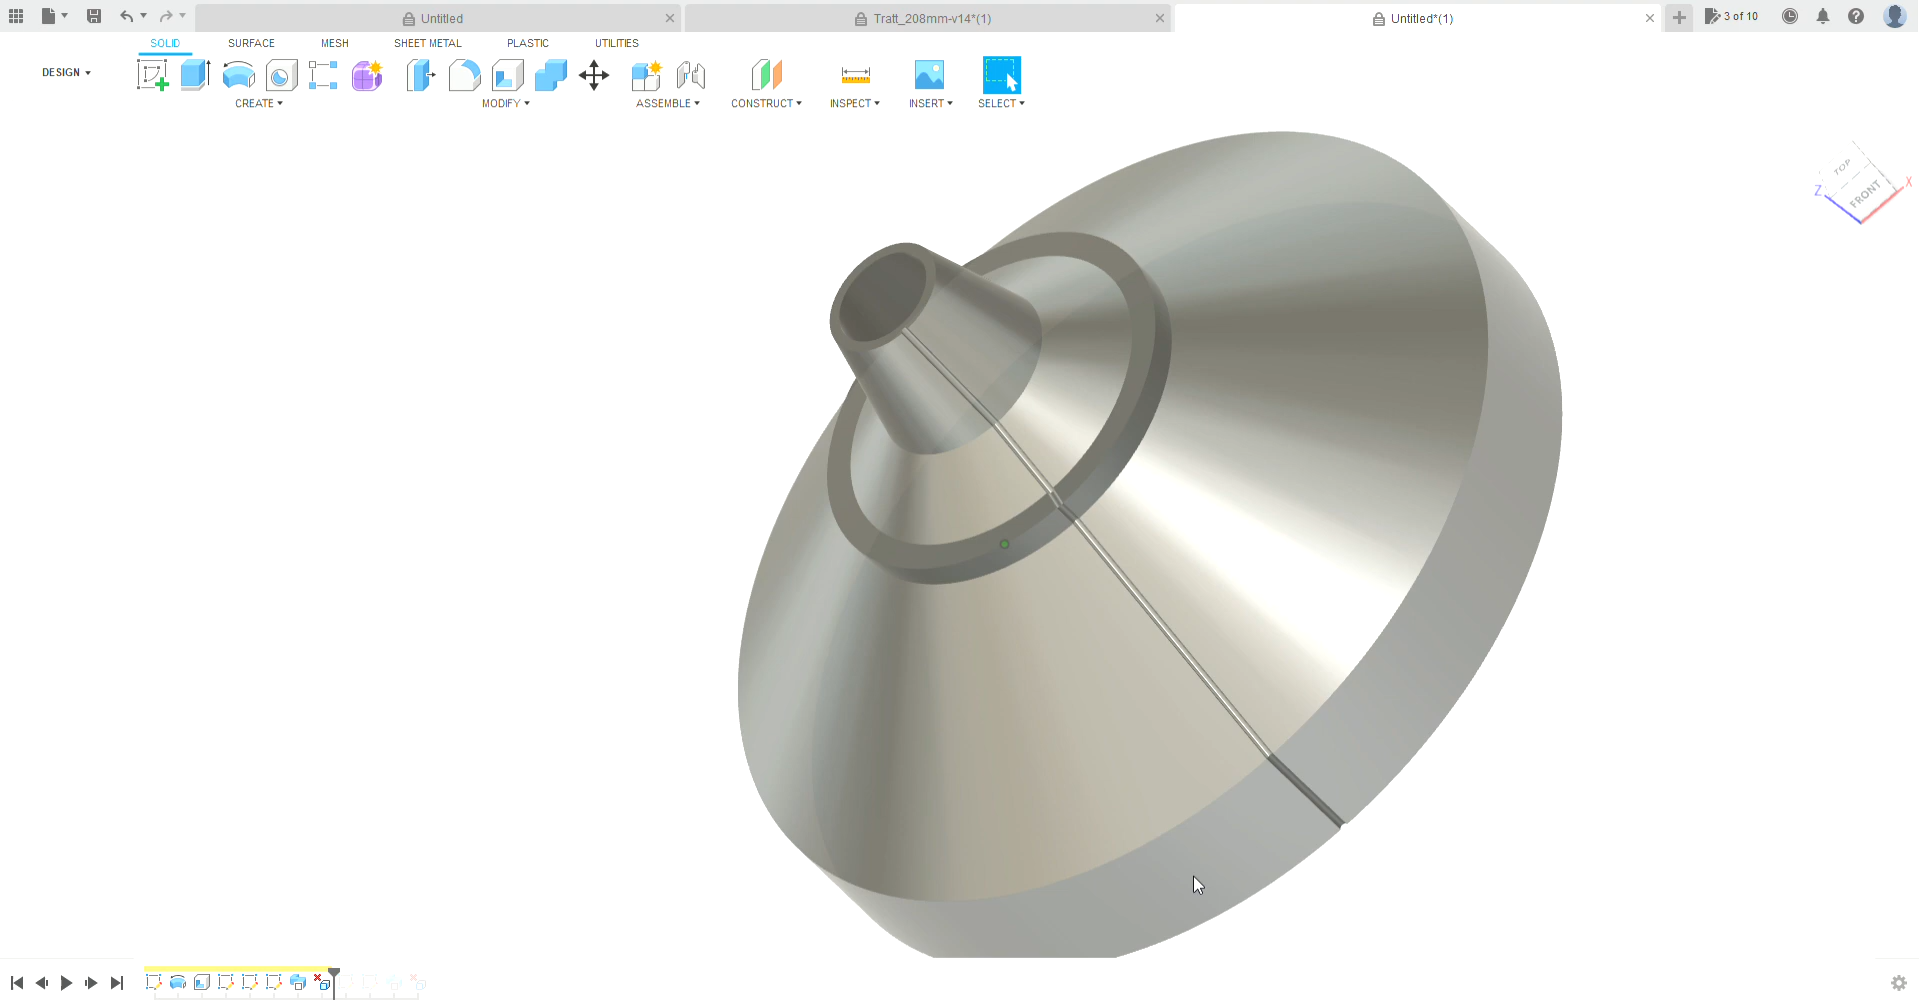 Untitled
Tratt_208mm-v14*(1)
Untitled*(1)
3 of 10
SOLID
SURFACE
MESH
SHEET METAL
PLASTIC
UTILITIES
DESIGN
CREATE
MODIFY
ASSEMBLE
CONSTRUCT
INSPECT
INSERT
SELECT
TOP
FRONT
Z
X